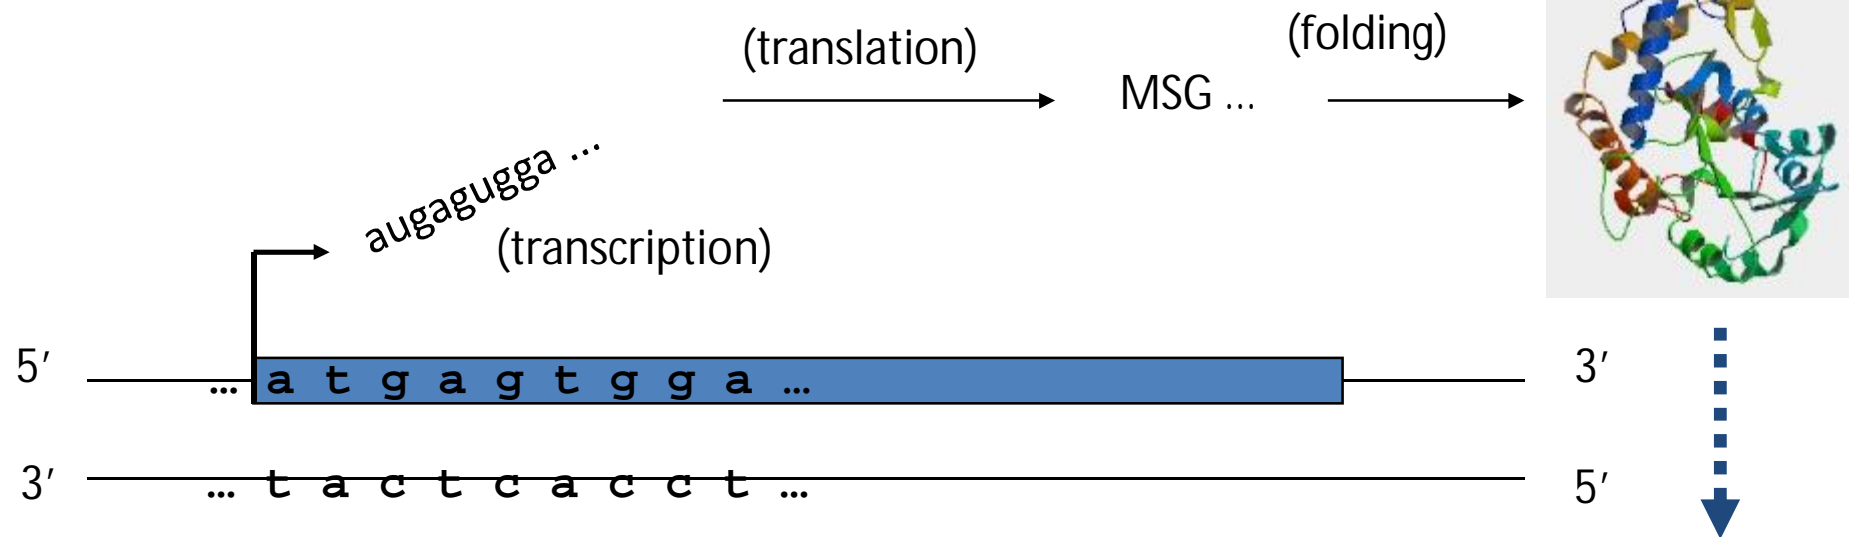 (translation)
(folding)
MSG ...
augagugga ...
(transcription)
5′ ... a t g a g t g g a ... 3′
3′ ... t a c t c a c c t ... 5′